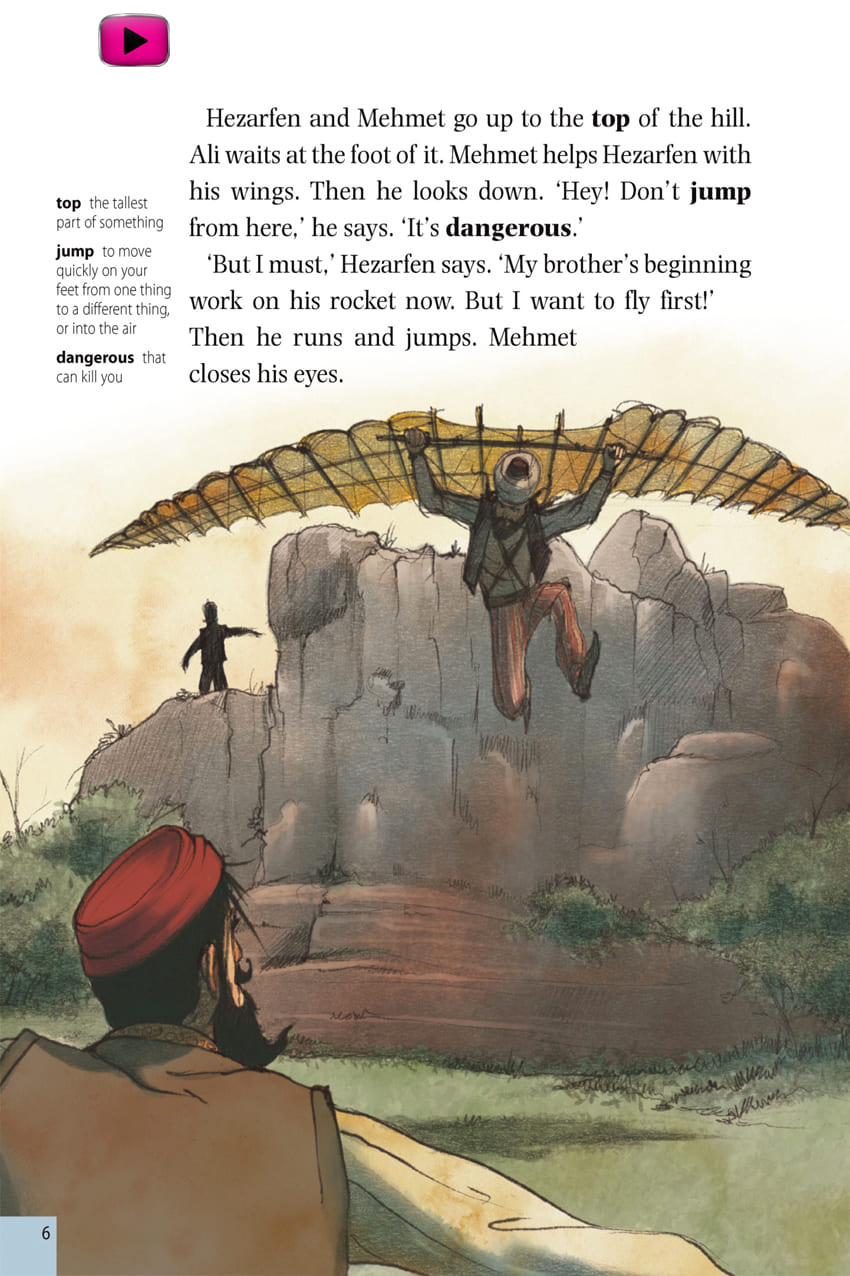 Hezarfen and Mehmet go up to the top of the hill.
Ali waits at the foot of it. Mehmet helps Hezarfen with
his wings. Then he looks down. ‘Hey! Don’t jump
from here,’ he says. ‘It’s dangerous.’
‘But I must,’ Hezarfen says. ‘My brother’s beginning
work on his rocket now. But I want to fly first!’
Then he runs and jumps. Mehmet
closes his eyes.
top the tallest
part of something
jump to move
quickly on your
feet from one thing
to a different thing,
or into the air
dangerous that
can kill you
6